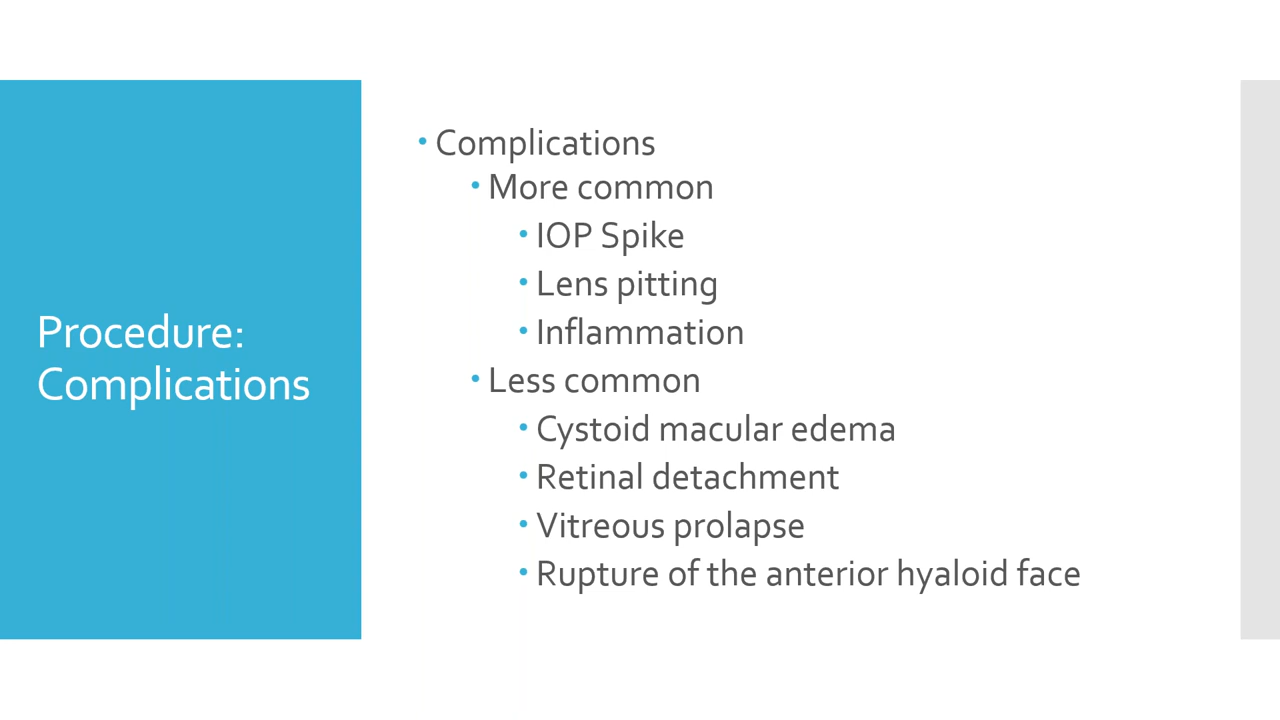 Procedure:
Complications
• Complications
• More common
• IOP Spike
• Lens pitting
• Inflammation
• Less common
• Cystoid macular edema
• Retinal detachment
• Vitreous prolapse
• Rupture of the anterior hyaloid face